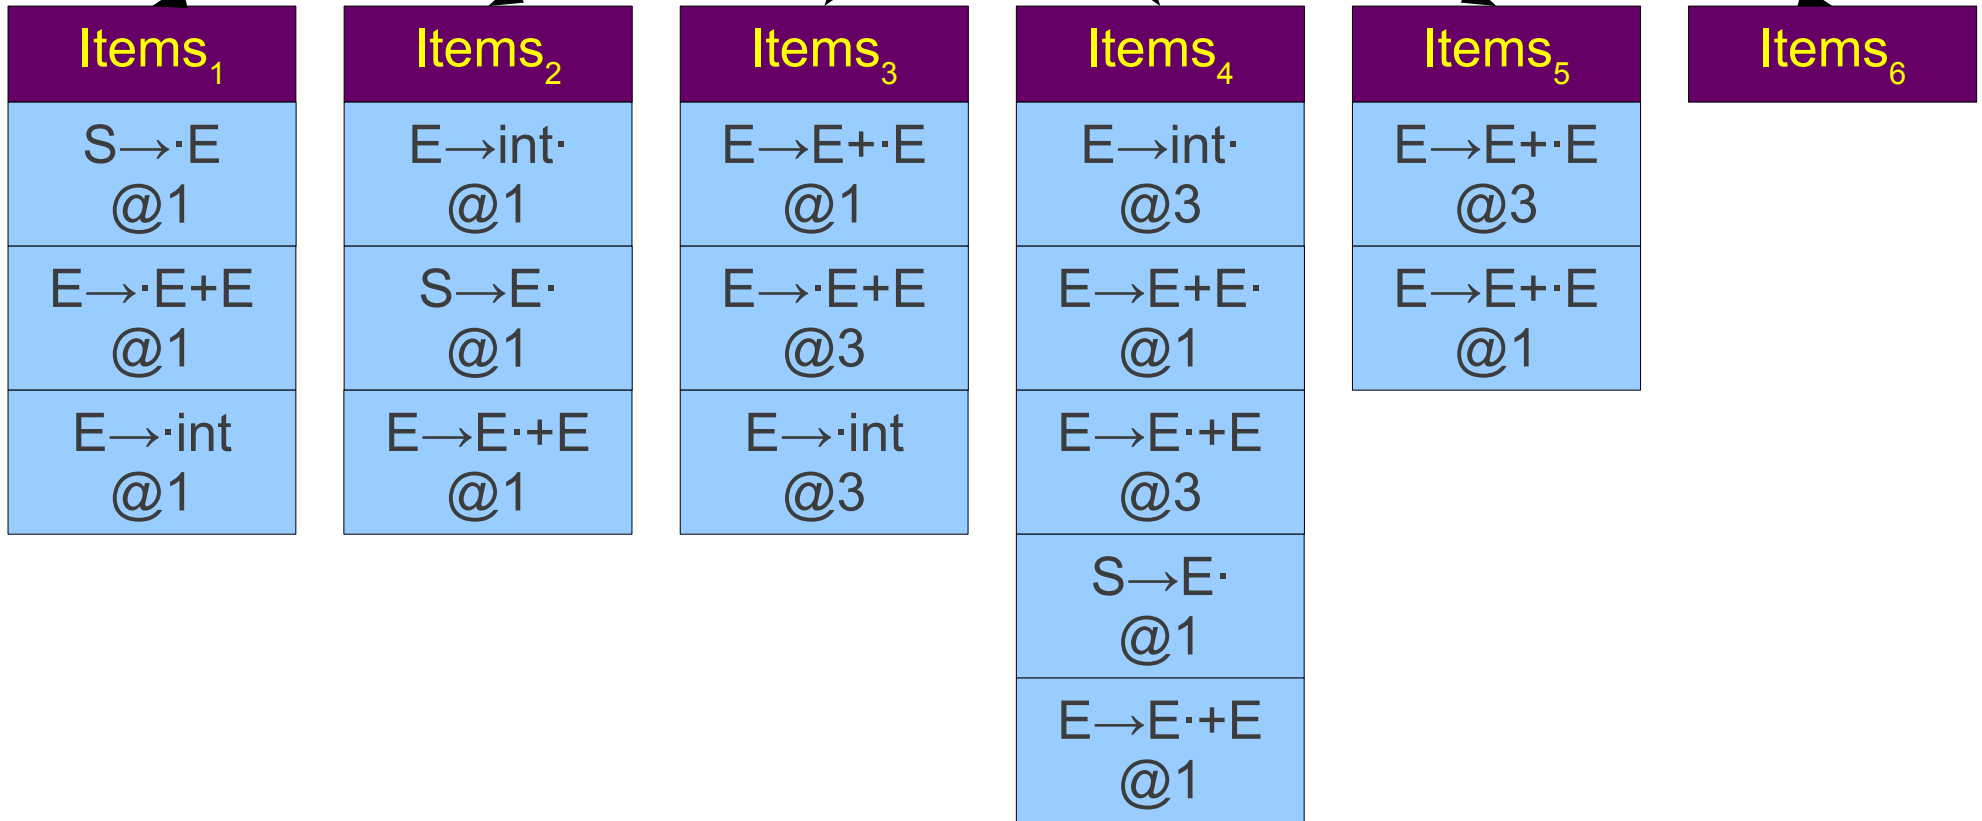 Items₁
S→·E
@1
E→·E+E
@1
E→·int
@1
Items₂
E→int·
@1
S→E·
@1
E→E·+E
@1
Items₃
E→E+·E
@1
E→·E+E
@3
E→·int
@3
Items₄
E→int·
@3
E→E+E·
@1
E→E·+E
@3
S→E·
@1
E→E·+E
@1
Items₅
E→E+·E
@3
E→E+·E
@1
Items₆